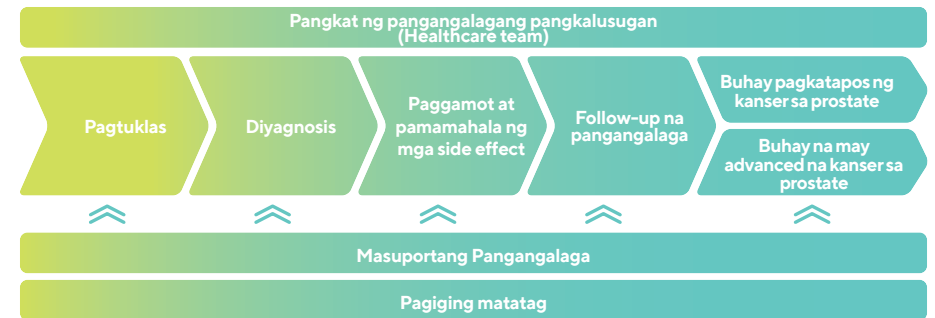 Pangkat ng pangangalagang pangkalusugan
(Healthcare team)
Pagtuklas
Diyagnosis
Paggamot at
pamamahala ng
mga side effect
Follow-up na
pangangalaga
Buhay pagkatapos ng
kanser sa prostate
Buhay na may
advanced na kanser sa
prostate
Masuportang Pangangalaga
Pagiging matatag